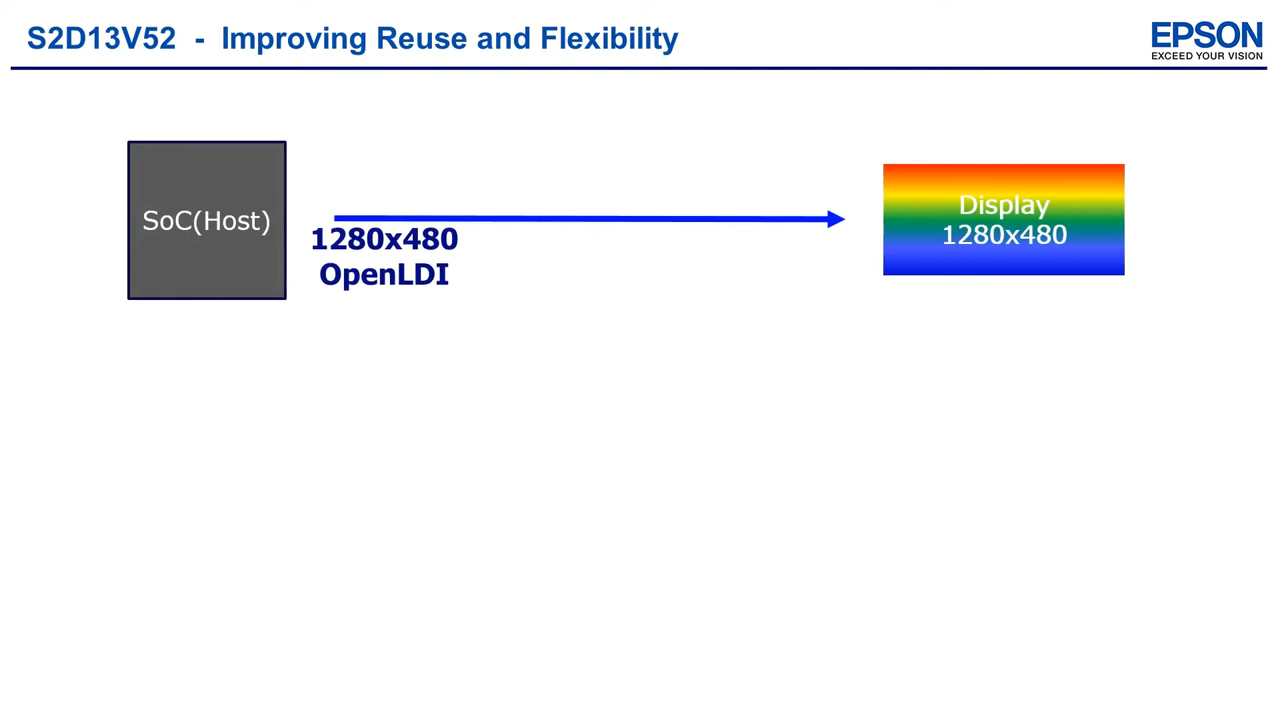 S2D13V52 - Improving Reuse and Flexibility
EPSON
EXCEED YOUR VISION
SoC(Host)
1280x480
OpenLDI
Display
1280x480